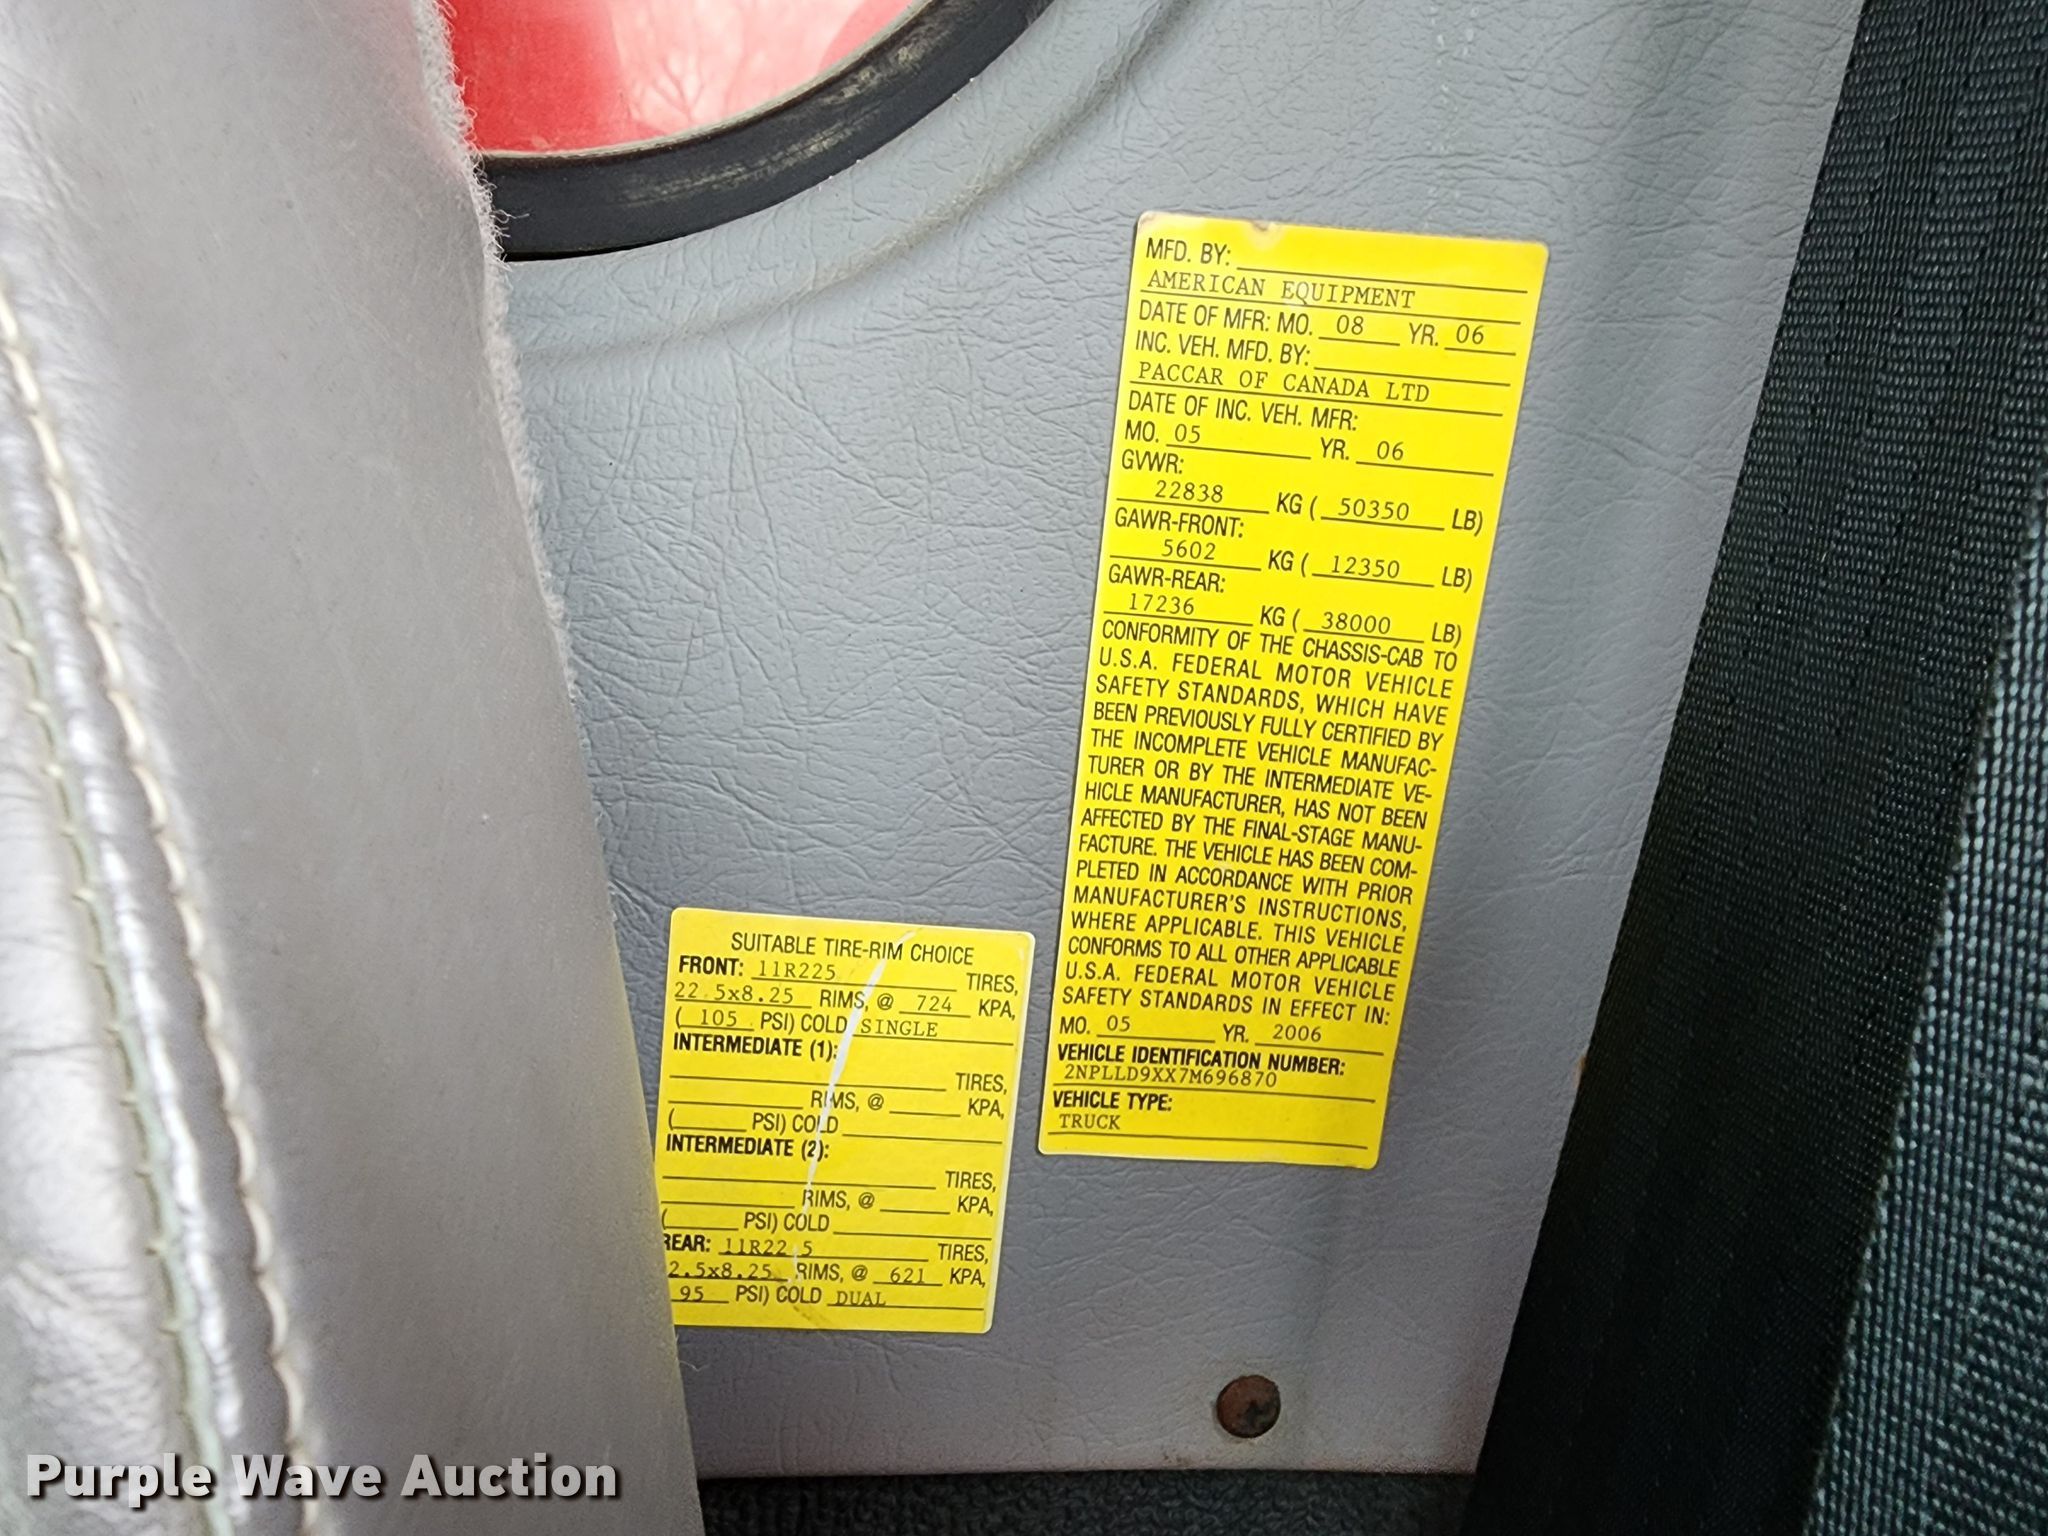 MFD. BY:
AMERICAN EQUIPMENT
DATE OF MFR: MO. 08 YR. 06
INC. VEH. MFD. BY:
PACCAR OF CANADA LTD
DATE OF INC. VEH. MFR:
MO. 05 YR. 06
GVWR:
22838 KG ( 50350 LB)
GAWR-FRONT:
5602 KG ( 12350 LB)
GAWR-REAR:
17236 KG ( 38000 LB)
CONFORMITY OF THE CHASSIS-CAB TO
U.S.A. FEDERAL MOTOR VEHICLE
SAFETY STANDARDS, WHICH HAVE
BEEN PREVIOUSLY FULLY CERTIFIED BY
THE INCOMPLETE VEHICLE MANUFAC-
TURER OR BY THE INTERMEDIATE VE-
HICLE MANUFACTURER, HAS NOT BEEN
AFFECTED BY THE FINAL-STAGE MANU-
FACTURE. THE VEHICLE HAS BEEN COM-
PLETED IN ACCORDANCE WITH PRIOR
MANUFACTURER'S INSTRUCTIONS,
WHERE APPLICABLE. THIS VEHICLE
CONFORMS TO ALL OTHER APPLICABLE
U.S.A. FEDERAL MOTOR VEHICLE
SAFETY STANDARDS IN EFFECT IN:
MO. 05 YR. 2006
VEHICLE IDENTIFICATION NUMBER:
2NPLLD9XX7M696870
VEHICLE TYPE:
TRUCK
SUITABLE TIRE-RIM CHOICE
FRONT: 11R225 TIRES,
22.5x8.25 RIMS, @ 724 KPA,
( 105 PSI) COLD SINGLE
INTERMEDIATE (1):
TIRES,
RIMS, @ KPA,
( PSI) COLD
INTERMEDIATE (2):
TIRES,
RIMS, @ KPA,
( PSI) COLD
REAR: 11R22.5 TIRES,
2.5x8.25 RIMS, @ 621 KPA,
95 PSI) COLD DUAL
Purple Wave Auction